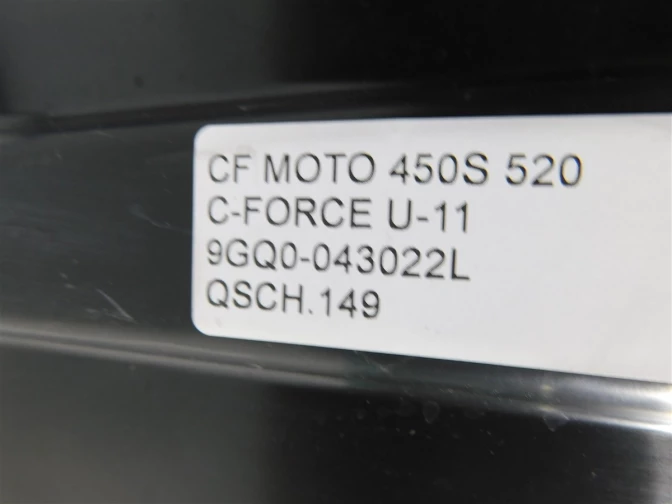 CF MOTO 450S 520
C-FORCE U-11
9GQ0-043022L
QSCH.149